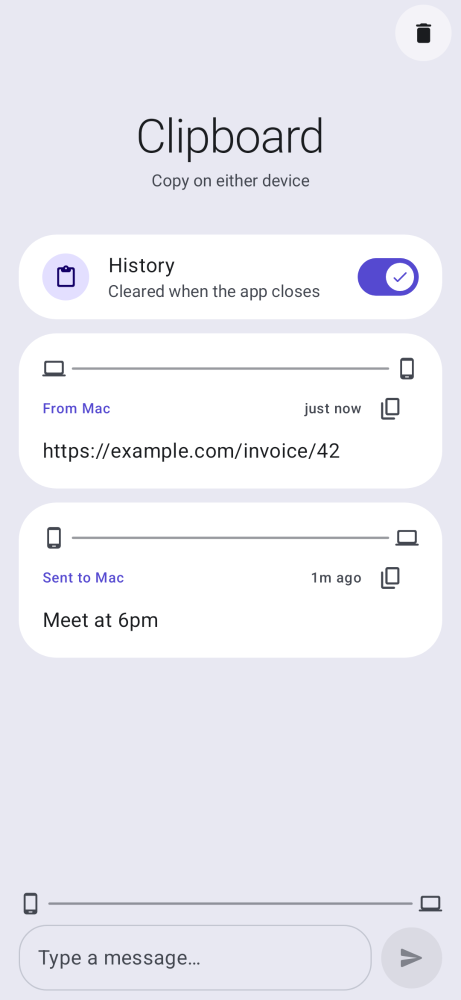 Clipboard
Copy on either device
History
Cleared when the app closes
From Mac just now
https://example.com/invoice/42
Sent to Mac 1m ago
Meet at 6pm
Type a message…